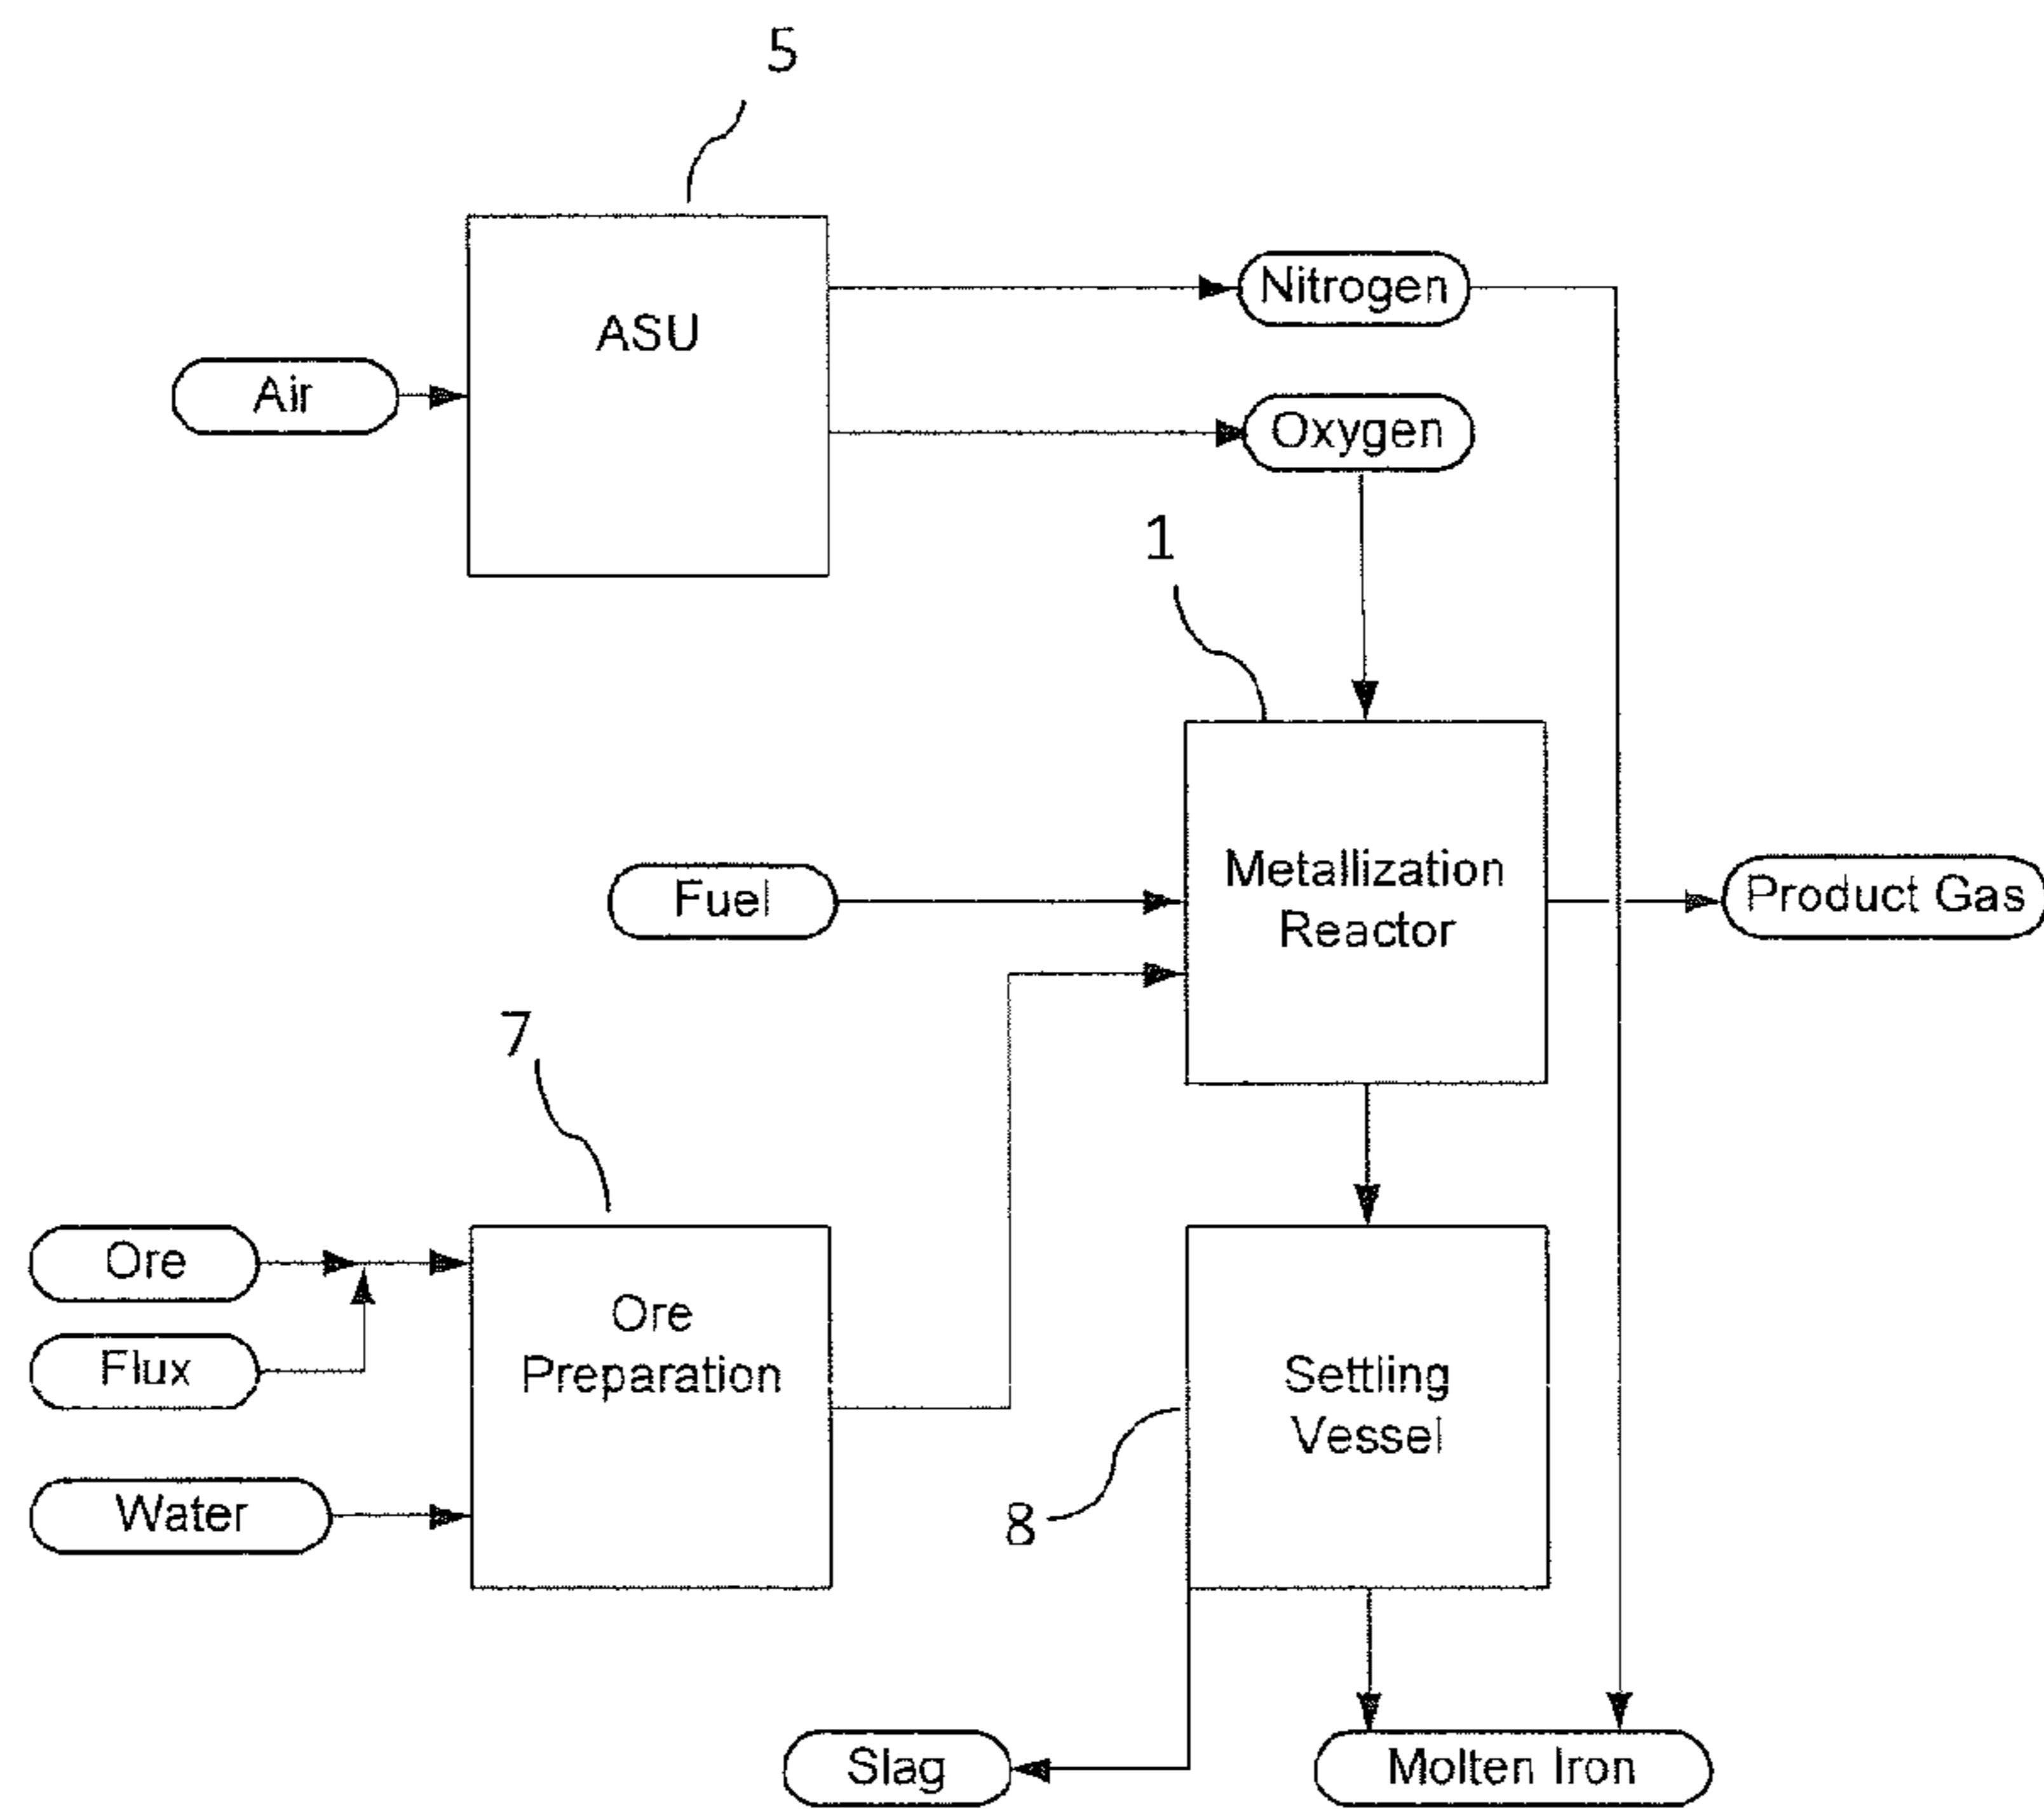 5
Nitrogen
ASU
Air
Oxygen
1
Metallization
Reactor
Fuel
Product Gas
7
Ore
Flux
Water
Ore
Preparation
Settling
Vessel
8
Slag
Molten Iron